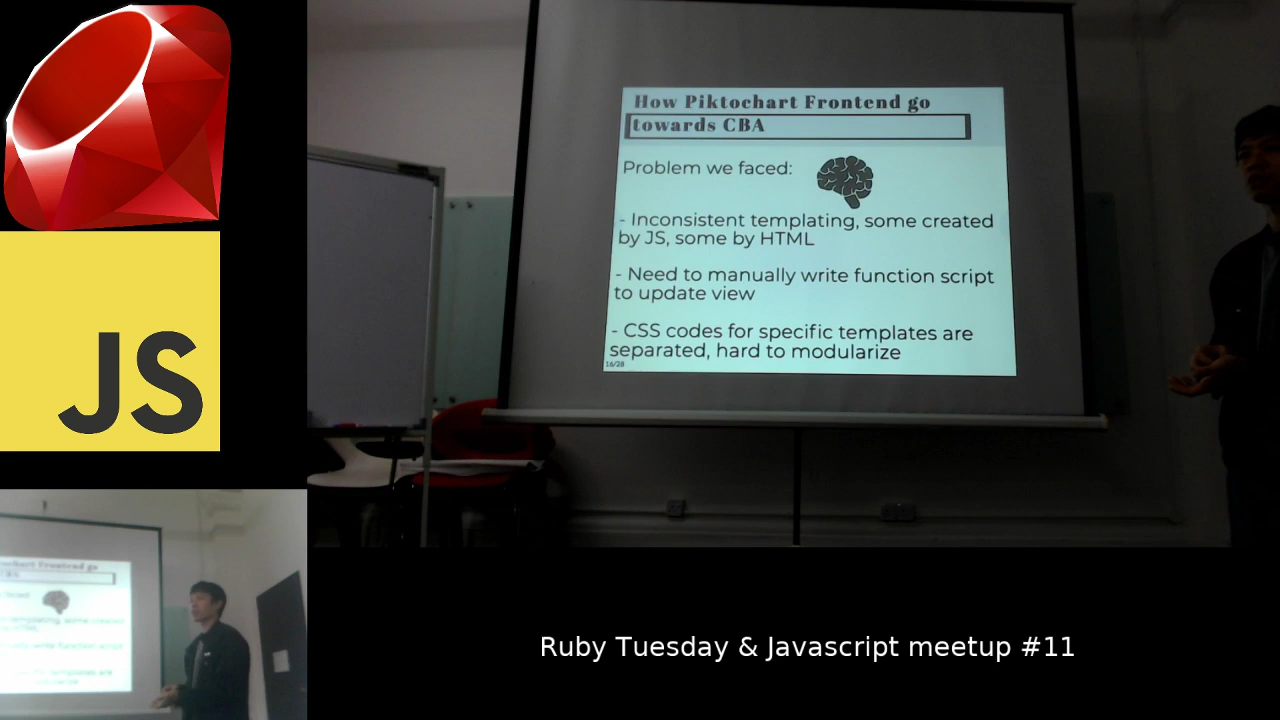 JS
How Piktochart Frontend go
towards CBA
Problem we faced:
- Inconsistent templating, some created
by JS, some by HTML
- Need to manually write function script
to update view
- CSS codes for specific templates are
separated, hard to modularize
16/28
Ruby Tuesday & Javascript meetup #11